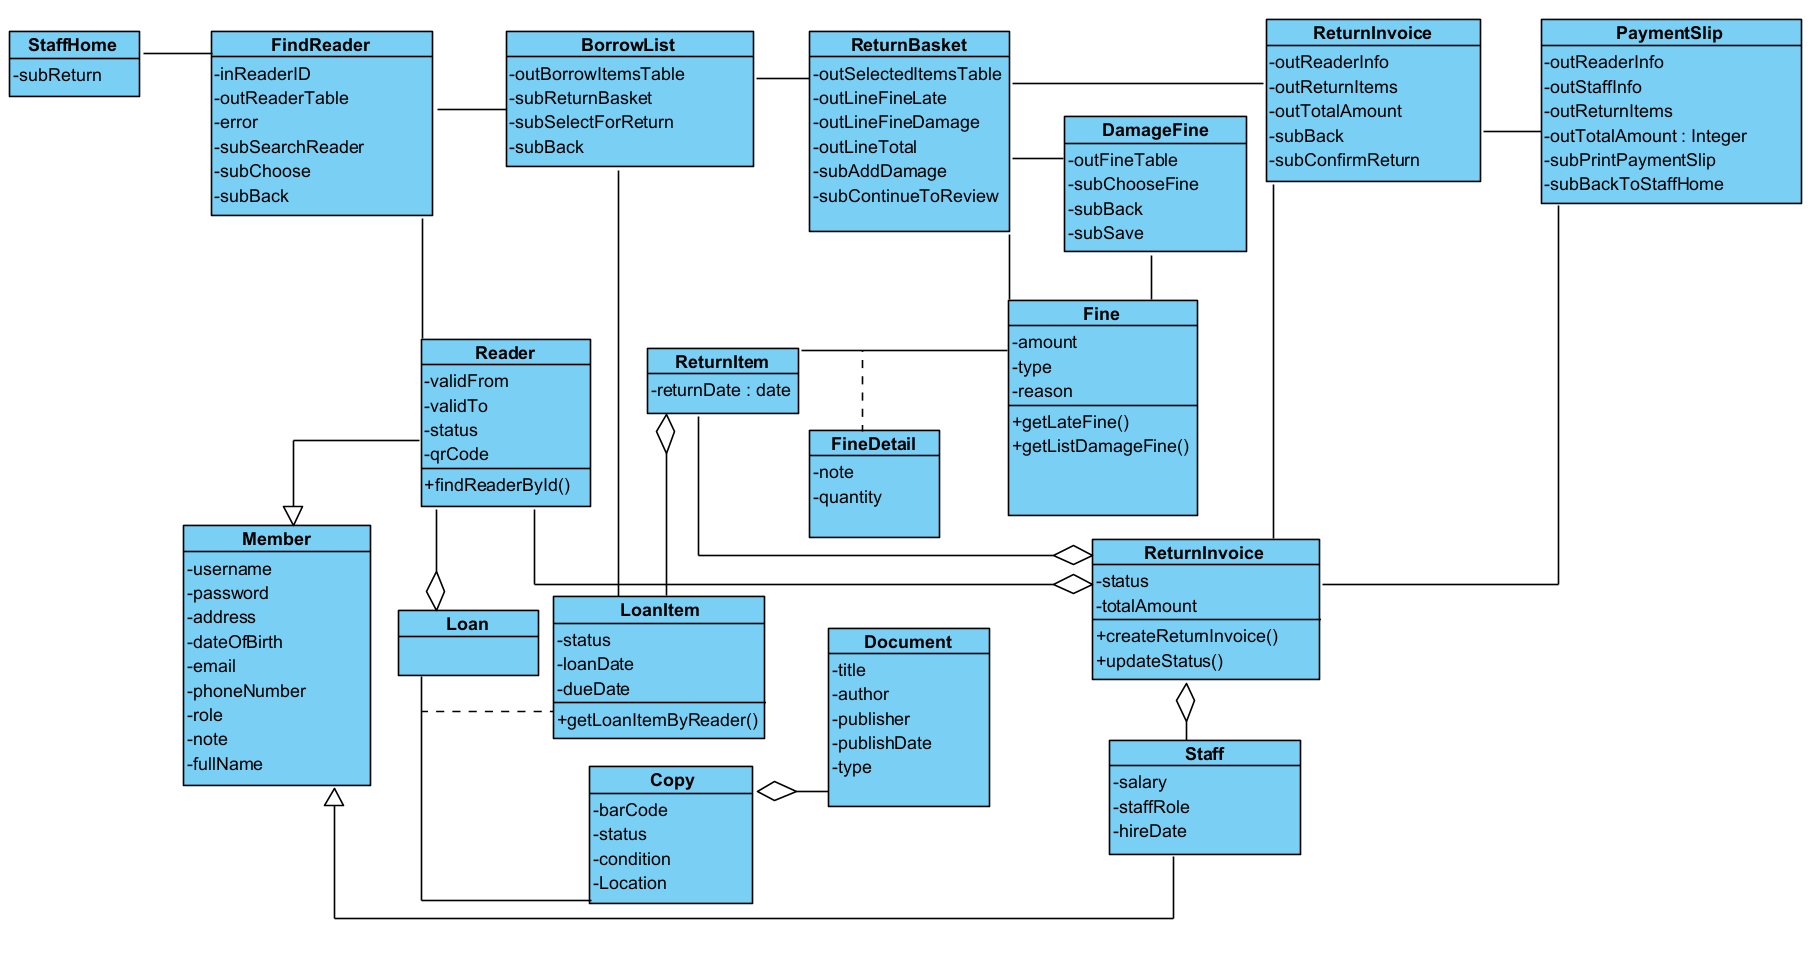 StaffHome
-subReturn
FindReader
-inReaderID
-outReaderTable
-error
-subSearchReader
-subChoose
-subBack
BorrowList
-outBorrowItemsTable
-subReturnBasket
-subSelectForReturn
-subBack
ReturnBasket
-outSelectedItemsTable
-outLineFineLate
-outLineFineDamage
-outLineTotal
-subAddDamage
-subContinueToReview
DamageFine
-outFineTable
-subChooseFine
-subBack
-subSave
ReturnInvoice
-outReaderInfo
-outReturnItems
-outTotalAmount
-subBack
-subConfirmReturn
PaymentSlip
-outReaderInfo
-outStaffInfo
-outReturnItems
-outTotalAmount : Integer
-subPrintPaymentSlip
-subBackToStaffHome
Reader
-validFrom
-validTo
-status
-qrCode
+findReaderById()
ReturnItem
-returnDate : date
Fine
-amount
-type
-reason
+getLateFine()
+getListDamageFine()
FineDetail
-note
-quantity
Member
-username
-password
-address
-dateOfBirth
-email
-phoneNumber
-role
-note
-fullName
Loan
LoanItem
-status
-loanDate
-dueDate
+getLoanItemByReader()
Document
-title
-author
-publisher
-publishDate
-type
ReturnInvoice
-status
-totalAmount
+createReturnInvoice()
+updateStatus()
Copy
-barCode
-status
-condition
-Location
Staff
-salary
-staffRole
-hireDate